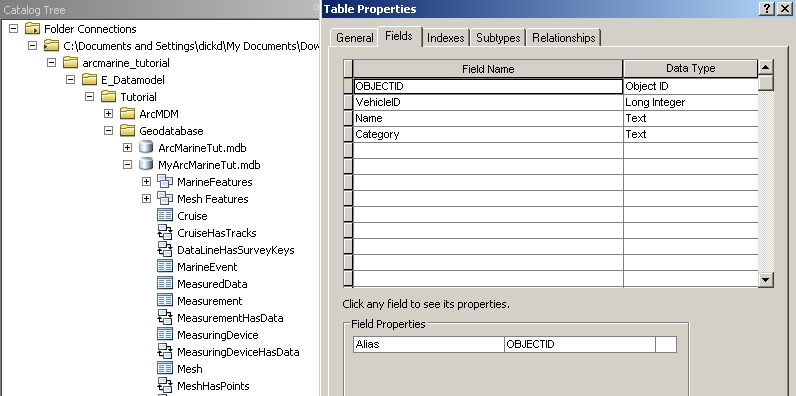 Catalog Tree
Folder Connections
C:\Documents and Settings\dickd\My Documents\Dov
arcmarine_tutorial
E_Datamodel
Tutorial
ArcMDM
Geodatabase
ArcMarineTut.mdb
MyArcMarineTut.mdb
MarineFeatures
Mesh Features
Cruise
CruiseHasTracks
DataLineHasSurveyKeys
MarineEvent
MeasuredData
Measurement
MeasurementHasData
MeasuringDevice
MeasuringDeviceHasData
Mesh
MeshHasPoints
Table Properties
General Fields Indexes Subtypes Relationships
Field Name Data Type
OBJECTID Object ID
VehicleID Long Integer
Name Text
Category Text
Click any field to see its properties.
Field Properties
Alias OBJECTID